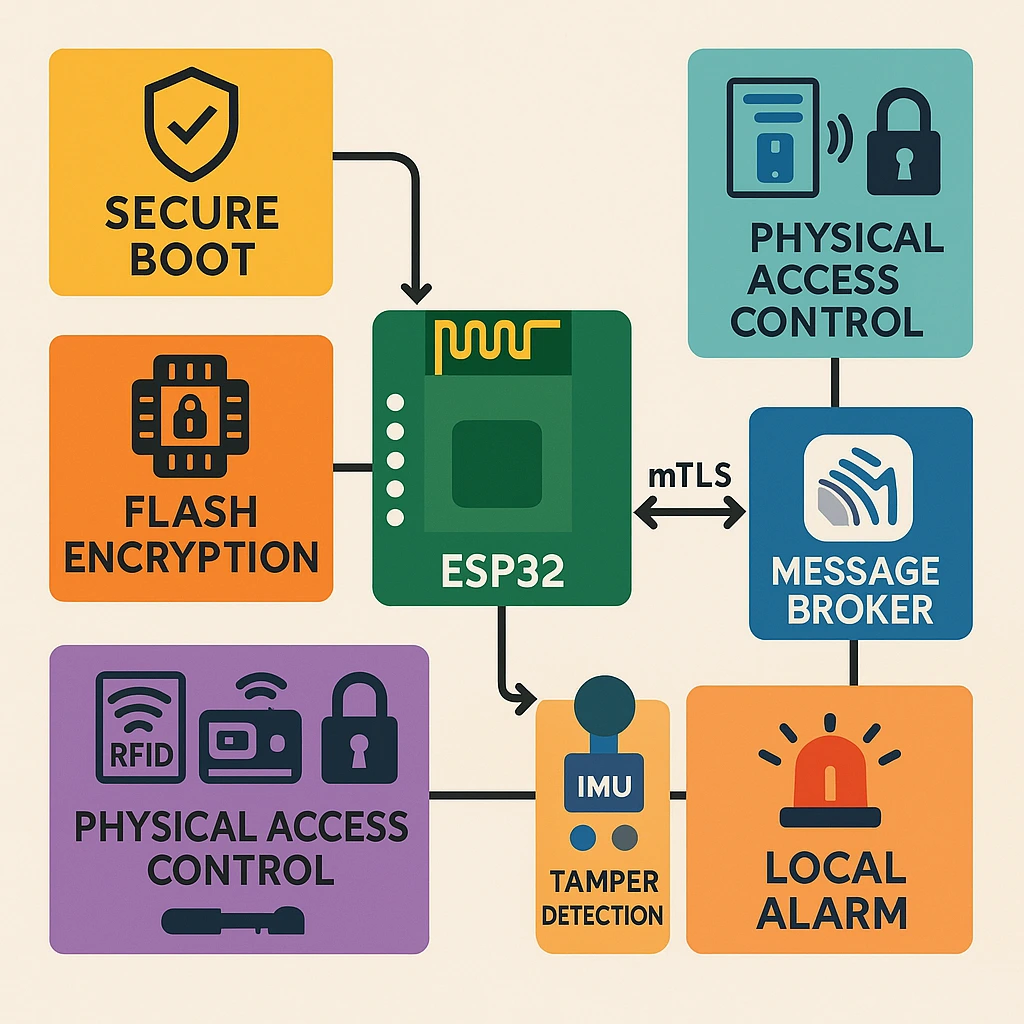 SECURE
BOOT
PHYSICAL
ACCESS
CONTROL
FLASH
ENCRYPTION
ESP32
mTLS
MESSAGE
BROKER
RFID
PHYSICAL ACCESS
CONTROL
IMU
TAMPER
DETECTION
LOCAL
ALARM